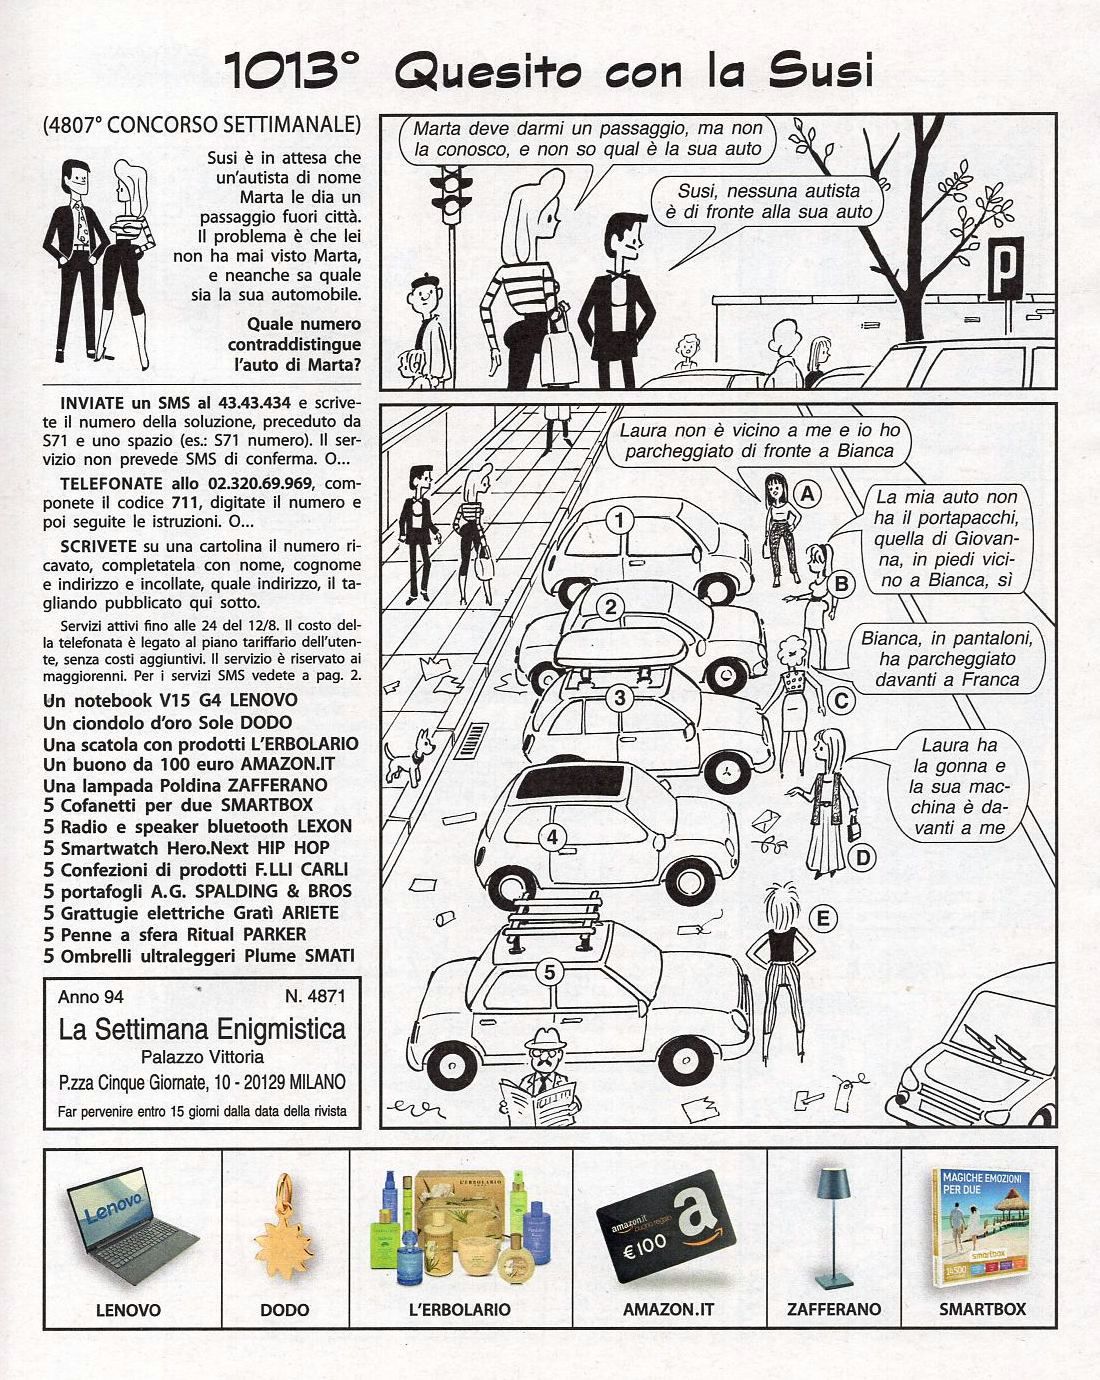 1013° Quesito con la Susi
(4807° CONCORSO SETTIMANALE)
Susi è in attesa che
un'autista di nome
Marta le dia un
passaggio fuori città.
Il problema è che lei
non ha mai visto Marta,
e neanche sa quale
sia la sua automobile.
Quale numero
contraddistingue
l'auto di Marta?
INVIATE un SMS al 43.43.434 e scrive-
te il numero della soluzione, preceduto da
S71 e uno spazio (es.: S71 numero). Il ser-
vizio non prevede SMS di conferma. O...
TELEFONATE allo 02.320.69.969, com-
ponete il codice 711, digitate il numero e
poi seguite le istruzioni. O...
SCRIVETE su una cartolina il numero ri-
cavato, completatela con nome, cognome
e indirizzo e incollate, quale indirizzo, il ta-
gliando pubblicato qui sotto.
Servizi attivi fino alle 24 del 12/8. Il costo del-
la telefonata è legato al piano tariffario dell'uten-
te, senza costi aggiuntivi. Il servizio è riservato ai
maggiorenni. Per i servizi SMS vedete a pag. 2.
Un notebook V15 G4 LENOVO
Un ciondolo d'oro Sole DODO
Una scatola con prodotti L'ERBOLARIO
Un buono da 100 euro AMAZON.IT
Una lampada Poldina ZAFFERANO
5 Cofanetti per due SMARTBOX
5 Radio e speaker bluetooth LEXON
5 Smartwatch Hero.Next HIP HOP
5 Confezioni di prodotti F.LLI CARLI
5 portafogli A.G. SPALDING & BROS
5 Grattugie elettriche Gratì ARIETE
5 Penne a sfera Ritual PARKER
5 Ombrelli ultraleggeri Plume SMATI
Anno 94 N. 4871
La Settimana Enigmistica
Palazzo Vittoria
P.zza Cinque Giornate, 10 - 20129 MILANO
Far pervenire entro 15 giorni dalla data della rivista
Marta deve darmi un passaggio, ma non
la conosco, e non so qual è la sua auto
Susi, nessuna autista
è di fronte alla sua auto
P
Laura non è vicino a me e io ho
parcheggiato di fronte a Bianca
A
La mia auto non
ha il portapacchi,
quella di Giovan-
na, in piedi vici-
no a Bianca, sì
B
Bianca, in pantaloni,
ha parcheggiato
davanti a Franca
C
Laura ha
la gonna e
la sua mac-
china è da-
vanti a me
D
E
1
2
3
4
5
Lenovo
LENOVO
DODO
L'ERBOLARIO
L'ERBOLARIO
amazon.it
a
€100
AMAZON.IT
ZAFFERANO
MAGICHE EMOZIONI
PER DUE
smartbox
SMARTBOX